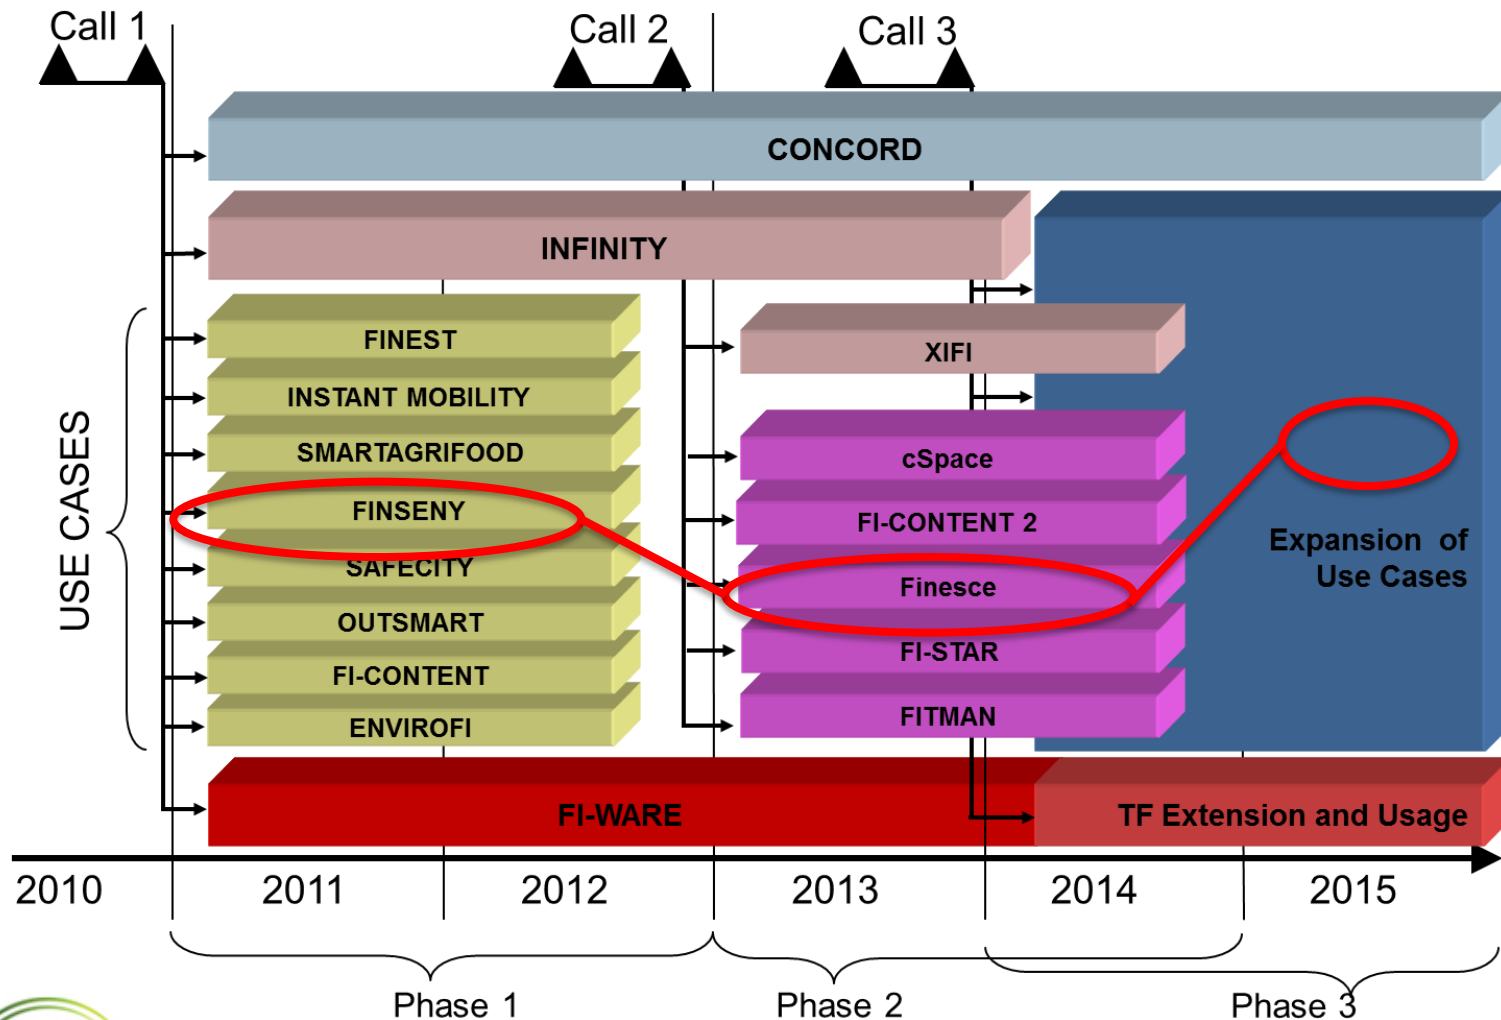 Call 1
Call 2
Call 3
CONCORD
INFINITY
USE CASES
FINEST
INSTANT MOBILITY
SMARTAGRIFOOD
FINSENY
SAFECITY
OUTSMART
FI-CONTENT
ENVIROFI
XIFI
cSpace
FI-CONTENT 2
Finesce
FI-STAR
FITMAN
Expansion of
Use Cases
FI-WARE
TF Extension and Usage
2010
2011
2012
2013
2014
2015
Phase 1
Phase 2
Phase 3